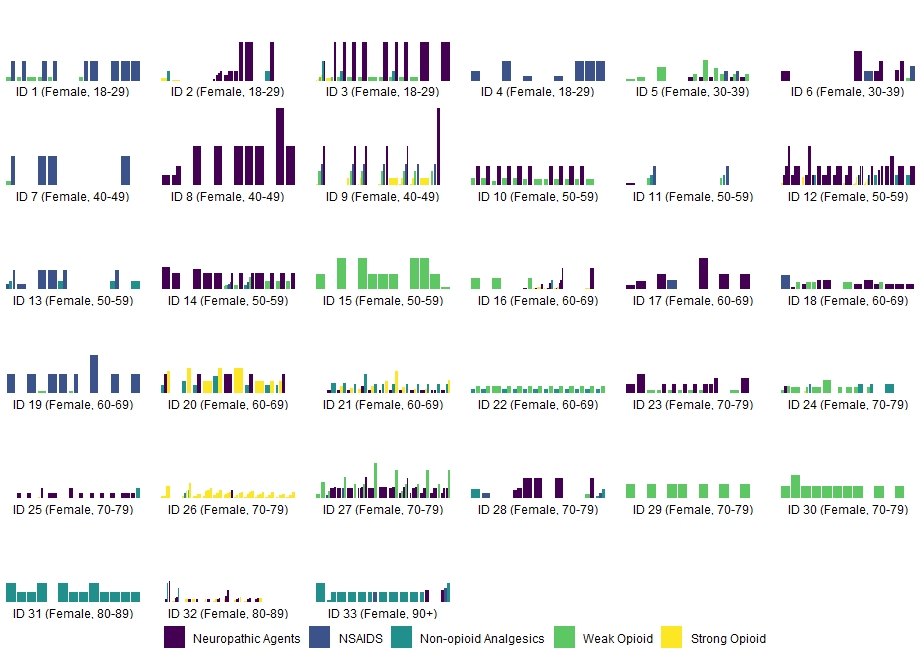 ID 1 (Female, 18-29) ID 2 (Female, 18-29) ID 3 (Female, 18-29) ID 4 (Female, 18-29) ID 5 (Female, 30-39) ID 6 (Female, 30-39)
ID 7 (Female, 40-49) ID 8 (Female, 40-49) ID 9 (Female, 40-49) ID 10 (Female, 50-59) ID 11 (Female, 50-59) ID 12 (Female, 50-59)
ID 13 (Female, 50-59) ID 14 (Female, 50-59) ID 15 (Female, 50-59) ID 16 (Female, 60-69) ID 17 (Female, 60-69) ID 18 (Female, 60-69)
ID 19 (Female, 60-69) ID 20 (Female, 60-69) ID 21 (Female, 60-69) ID 22 (Female, 60-69) ID 23 (Female, 70-79) ID 24 (Female, 70-79)
ID 25 (Female, 70-79) ID 26 (Female, 70-79) ID 27 (Female, 70-79) ID 28 (Female, 70-79) ID 29 (Female, 70-79) ID 30 (Female, 70-79)
ID 31 (Female, 80-89) ID 32 (Female, 80-89) ID 33 (Female, 90+)
Neuropathic Agents NSAIDS Non-opioid Analgesics Weak Opioid Strong Opioid